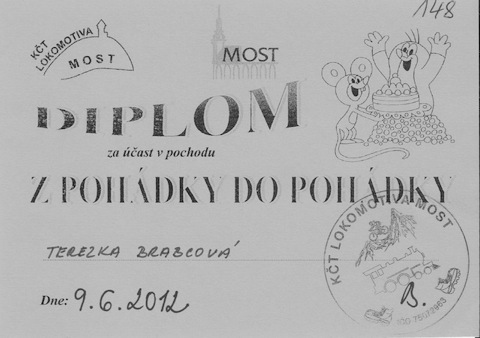 148
KČT LOKOMOTIVA
MOST
MOST
DIPLOM
za účast v pochodu
Z POHÁDKY DO POHÁDKY
TEREZKA BRABCOVÁ
KČT LOKOMOTIVA MOST
Dne: 9.6.2012
B.